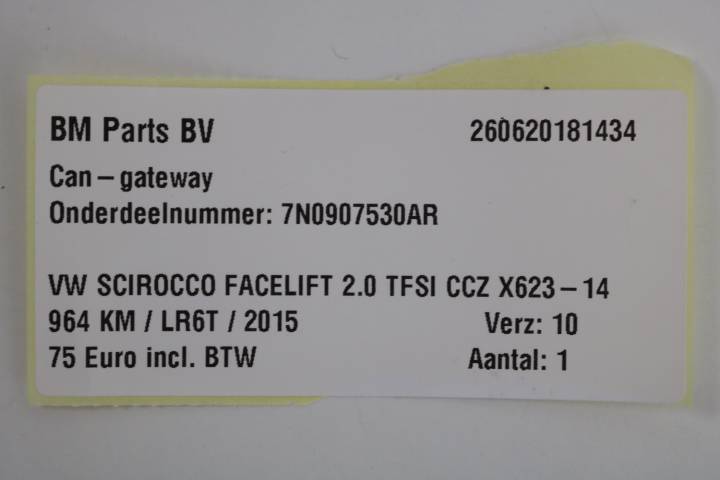 BM Parts BV 260620181434
Can – gateway
Onderdeelnummer: 7N0907530AR
VW SCIROCCO FACELIFT 2.0 TFSI CCZ X623 – 14
964 KM / LR6T / 2015 Verz: 10
75 Euro incl. BTW Aantal: 1